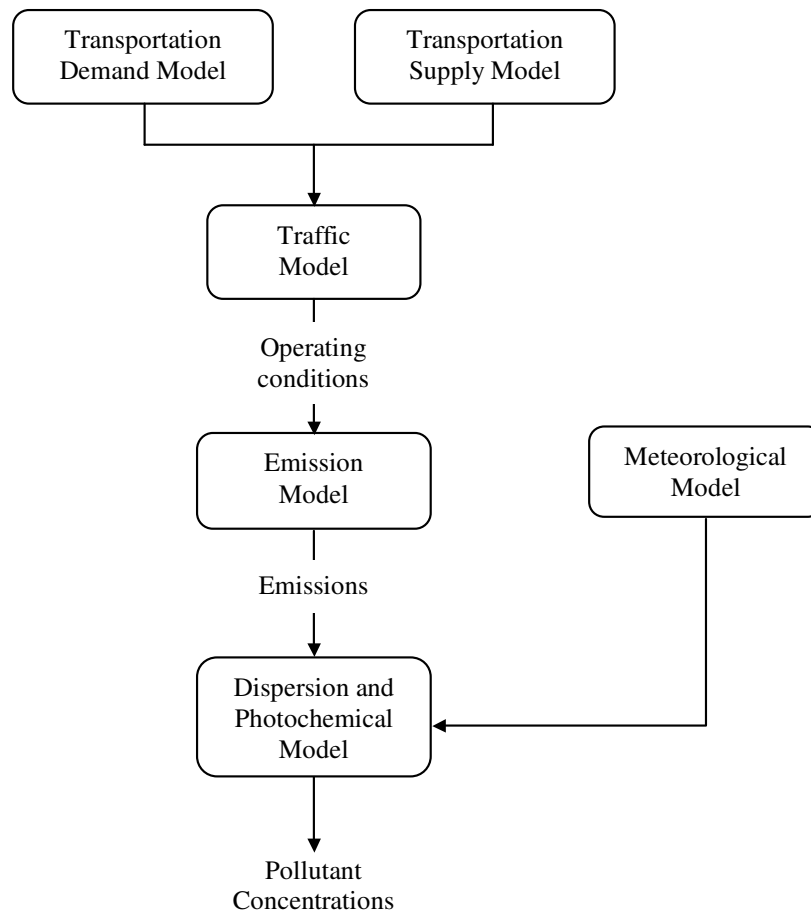 Transportation
Demand Model
Transportation
Supply Model
Traffic
Model
Operating
conditions
Emission
Model
Meteorological
Model
Emissions
Dispersion and
Photochemical
Model
Pollutant
Concentrations